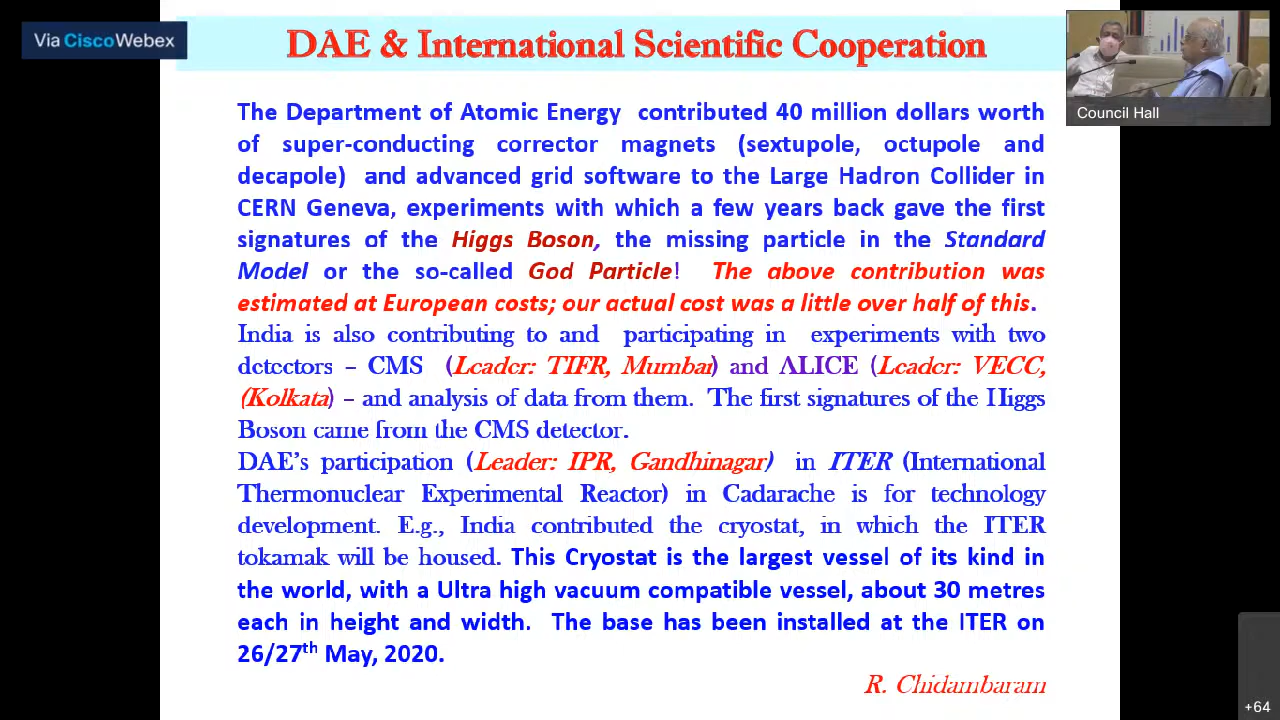 Via Cisco Webex
DAE & International Scientific Cooperation
Council Hall
The Department of Atomic Energy contributed 40 million dollars worth
of super-conducting corrector magnets (sextupole, octupole and
decapole) and advanced grid software to the Large Hadron Collider in
CERN Geneva, experiments with which a few years back gave the first
signatures of the Higgs Boson, the missing particle in the Standard
Model or the so-called God Particle! The above contribution was
estimated at European costs; our actual cost was a little over half of this.
India is also contributing to and participating in experiments with two
detectors – CMS (Leader: TIFR, Mumbai) and ALICE (Leader: VECC,
(Kolkata) – and analysis of data from them. The first signatures of the Higgs
Boson came from the CMS detector.
DAE's participation (Leader: IPR, Gandhinagar) in ITER (International
Thermonuclear Experimental Reactor) in Cadarache is for technology
development. E.g., India contributed the cryostat, in which the ITER
tokamak will be housed. This Cryostat is the largest vessel of its kind in
the world, with a Ultra high vacuum compatible vessel, about 30 metres
each in height and width. The base has been installed at the ITER on
26/27th May, 2020.
R. Chidambaram
+64